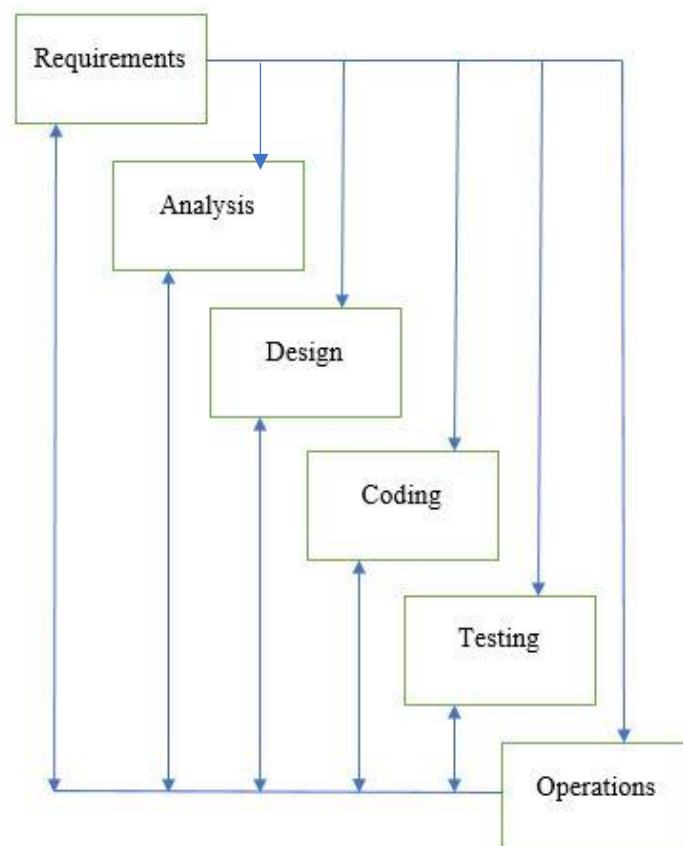 Requirements
Analysis
Design
Coding
Testing
Operations